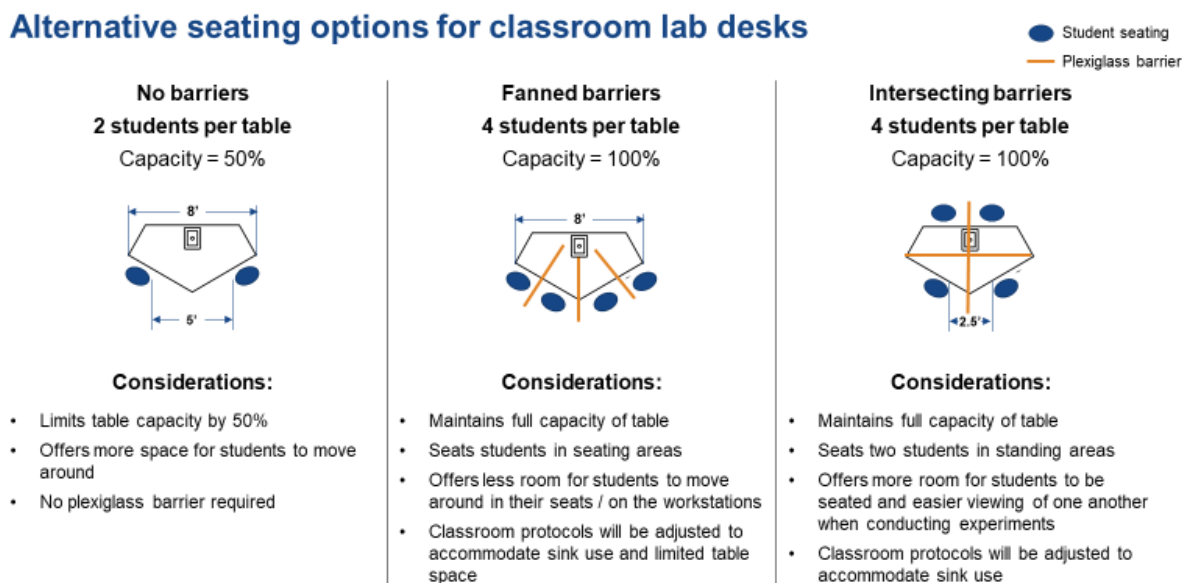 Alternative seating options for classroom lab desks
Student seating
Plexiglass barrier
No barriers
2 students per table
Capacity = 50%
8'
5'
Considerations:
• Limits table capacity by 50%
• Offers more space for students to move
around
• No plexiglass barrier required
Fanned barriers
4 students per table
Capacity = 100%
8'
Considerations:
• Maintains full capacity of table
• Seats students in seating areas
• Offers less room for students to move
around in their seats / on the workstations
• Classroom protocols will be adjusted to
accommodate sink use and limited table
space
Intersecting barriers
4 students per table
Capacity = 100%
2.5'
Considerations:
• Maintains full capacity of table
• Seats two students in standing areas
• Offers more room for students to be
seated and easier viewing of one another
when conducting experiments
• Classroom protocols will be adjusted to
accommodate sink use